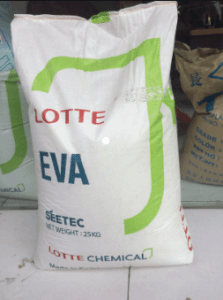 LOTTE
EVA
SEETEC
NET WEIGHT : 25KG
LOTTE CHEMICAL